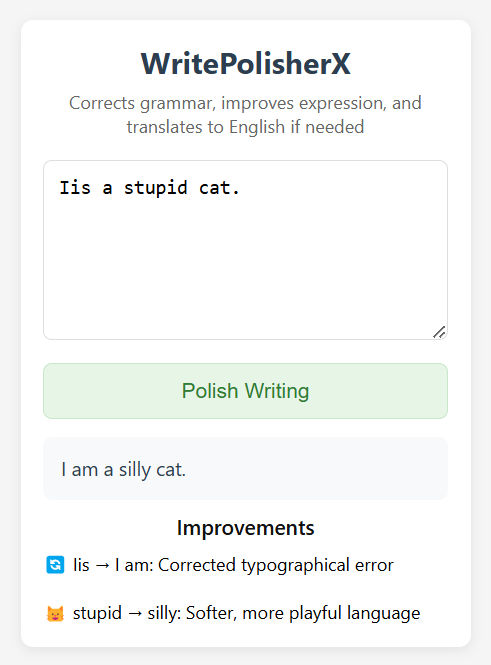 WritePolisherX
Corrects grammar, improves expression, and
translates to English if needed
Iis a stupid cat.
Polish Writing
I am a silly cat.
Improvements
🔄 Iis → I am: Corrected typographical error
😺 stupid → silly: Softer, more playful language